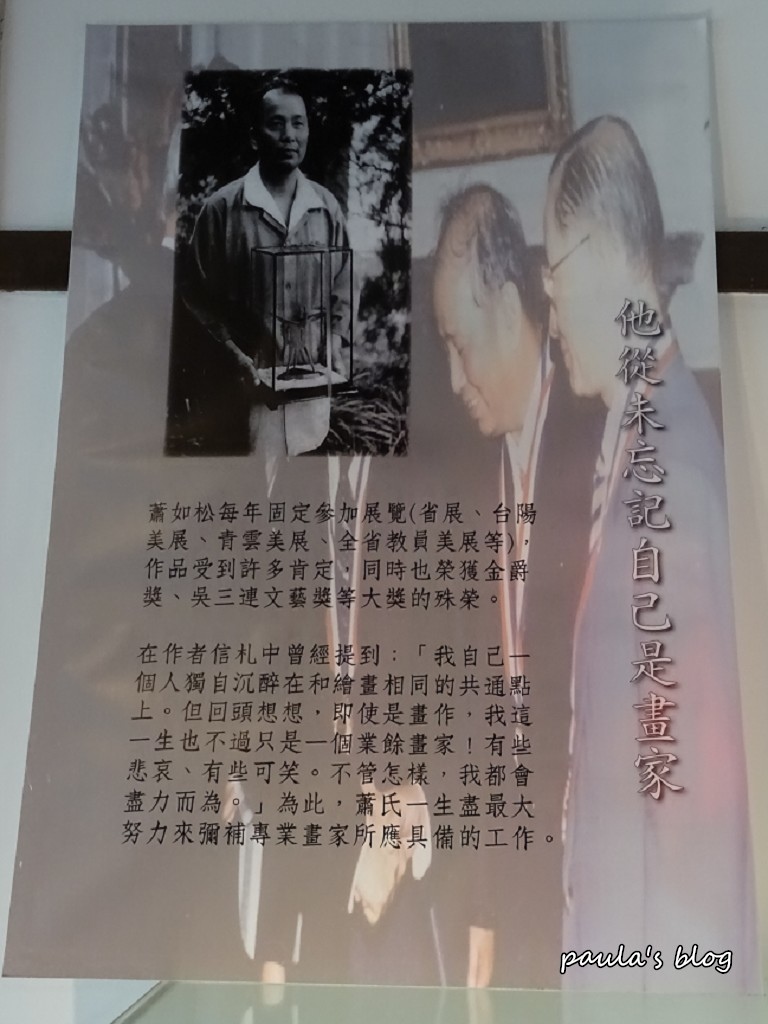 他從未忘記自己是畫家
蕭如松每年固定參加展覽(省展、台陽
美展、青雲美展、全省教員美展等)，
作品受到許多肯定，同時也榮獲金爵
獎、吳三連文藝獎等大獎的殊榮。
在作者信札中曾經提到：「我自己一
個人獨自沉醉在和繪畫相同的共通點
上。但回頭想想，即使是畫作，我這
一生也不過只是一個業餘畫家！有些
悲哀、有些可笑。不管怎樣，我都會
盡力而為。」為此，蕭氏一生盡最大
努力來彌補專業畫家所應具備的工作。
paula's blog